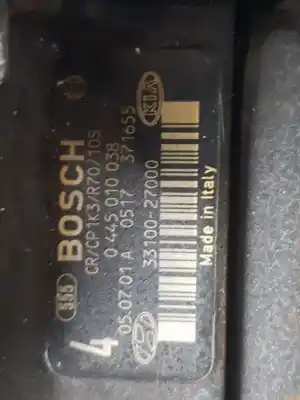 BOSCH
CR/CP1K3/R70/10S
0 445 010 038
05.07.01 A 0517 371655
33100-27000
Made in Italy
KIA
4